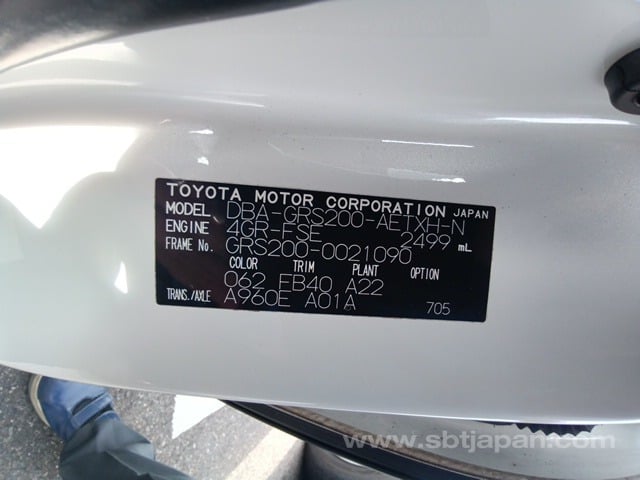 TOYOTA MOTOR CORPORATION JAPAN
MODEL DBA-GRS200-AETXH-N
ENGINE 4GR-FSE 2499 mL
FRAME No. GRS200-0021090
COLOR TRIM PLANT OPTION
062 FB40 A22
TRANS./AXLE A960E A01A 705
www.sbtjapan.com